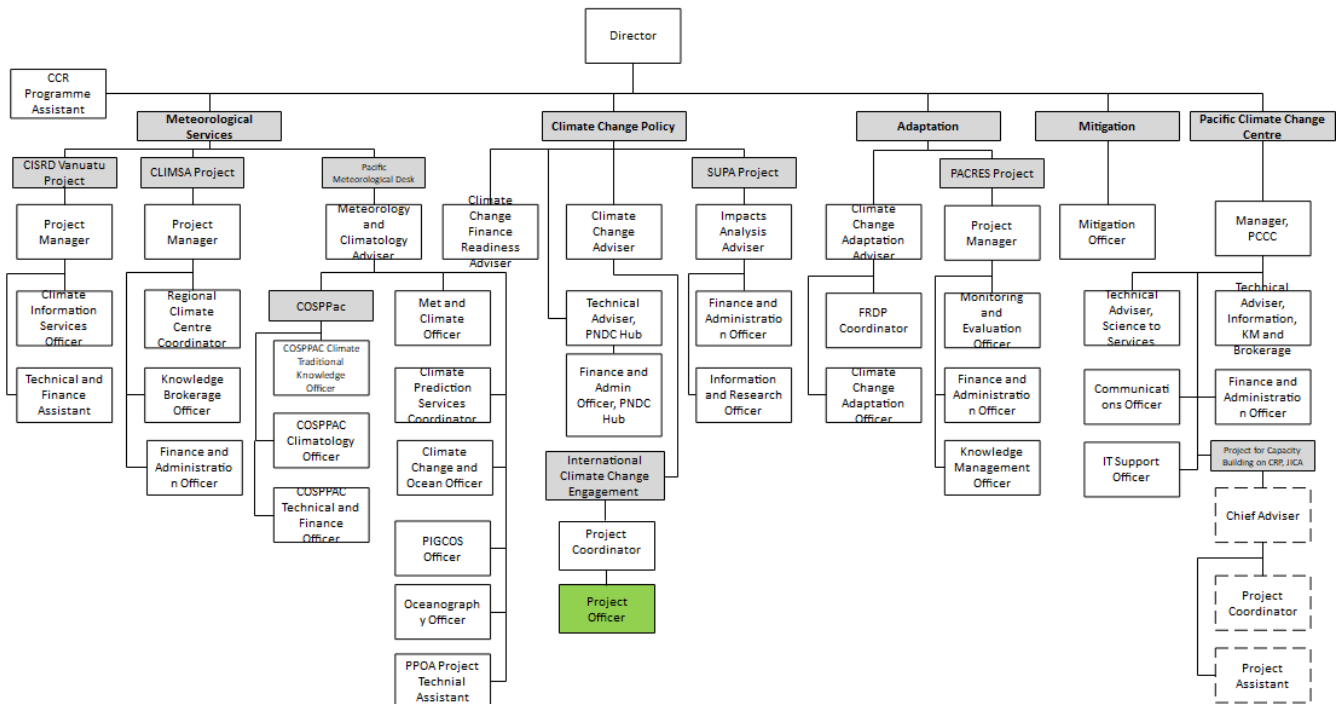 Director
CCR
Programme
Assistant
Meteorological
Services
Climate Change Policy
Adaptation
Mitigation
Pacific Climate Change
Centre
CISRD Vanuatu
Project
CLIMSA Project
Pacific
Meteorological Desk
SUPA Project
PACRES Project
Project
Manager
Project
Manager
Meteorology
and
Climatology
Adviser
Climate
Change
Finance
Readiness
Adviser
Climate
Change
Adviser
Impacts
Analysis
Adviser
Climate
Change
Adaptation
Adviser
Project
Manager
Mitigation
Officer
Manager,
PCCC
Climate
Information
Services
Officer
Regional
Climate
Centre
Coordinator
COSPPac
Met and
Climate
Officer
Technical
Adviser,
PNDC Hub
Finance and
Administratio
n Officer
FRDP
Coordinator
Monitoring
and
Evaluation
Officer
Technical
Adviser,
Science to
Services
Technical
Adviser,
Information,
KM and
Brokerage
COSPPAC Climate
Traditional
Knowledge
Officer
Technical and
Finance
Assistant
Knowledge
Brokerage
Officer
Climate
Prediction
Services
Coordinator
Finance and
Admin
Officer, PNDC
Hub
Information
and Research
Officer
Climate
Change
Adaptation
Officer
Finance and
Administratio
n Officer
Communicati
ons Officer
Finance and
Administratio
n Officer
Finance and
Administratio
n Officer
COSPPAC
Climatology
Officer
Climate
Change and
Ocean Officer
International
Climate Change
Engagement
Knowledge
Management
Officer
IT Support
Officer
Project for Capacity
Building on CRP, JICA
COSPPAC
Technical and
Finance
Officer
Chief Adviser
PIGCOS
Officer
Project
Coordinator
Oceanograph
y Officer
Project
Officer
Project
Coordinator
PPOA Project
Technial
Assistant
Project
Assistant